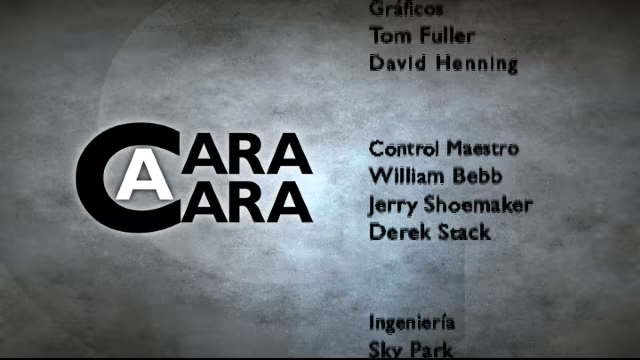 CARA
A
CARA
Gráficos
Tom Fuller
David Henning
Control Maestro
William Bebb
Jerry Shoemaker
Derek Stack
Ingeniería
Sky Park